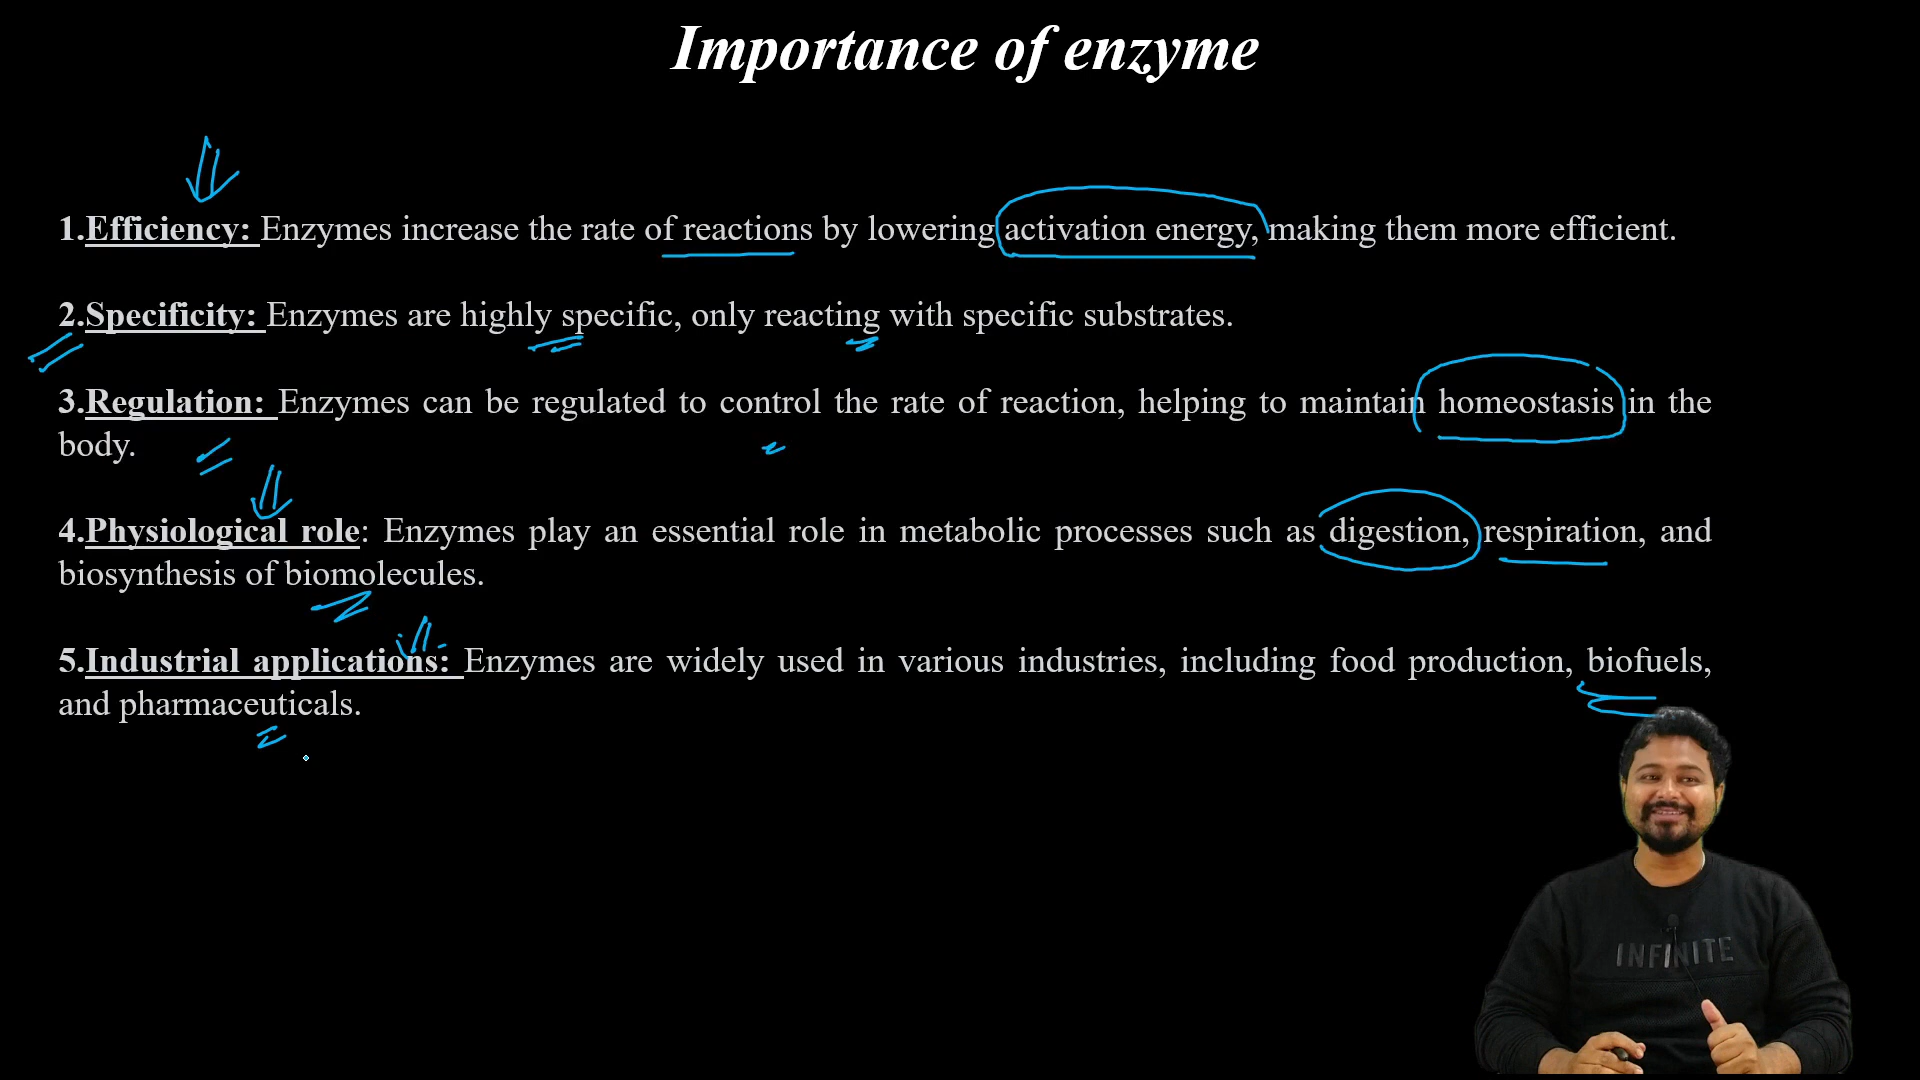 Importance of enzyme
1.Efficiency: Enzymes increase the rate of reactions by lowering activation energy, making them more efficient.
2.Specificity: Enzymes are highly specific, only reacting with specific substrates.
3.Regulation: Enzymes can be regulated to control the rate of reaction, helping to maintain homeostasis in the
body.
4.Physiological role: Enzymes play an essential role in metabolic processes such as digestion, respiration, and
biosynthesis of biomolecules.
5.Industrial applications: Enzymes are widely used in various industries, including food production, biofuels,
and pharmaceuticals.
INFINITE